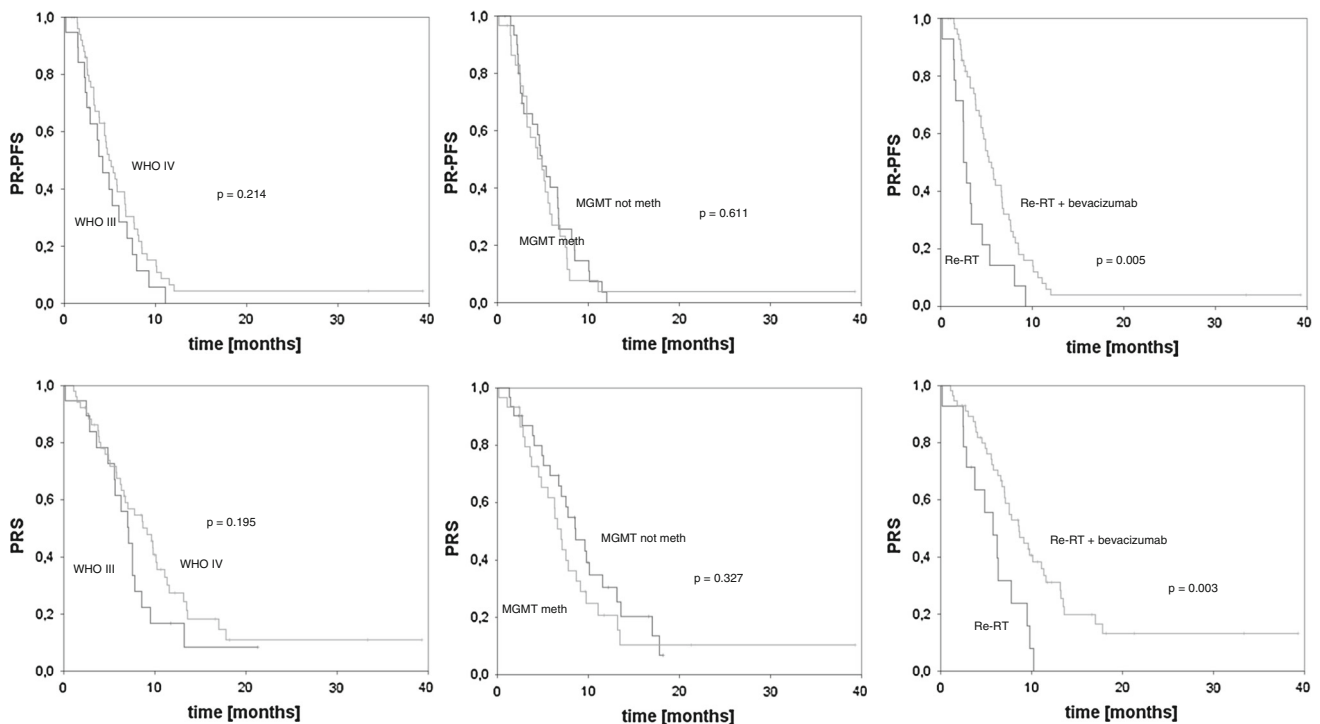 1,0
0,8
0,6
0,4
0,2
0,0
PR-PFS
WHO IV
WHO III
p = 0.214
0 10 20 30 40
time [months]
1,0
0,8
0,6
0,4
0,2
0,0
PR-PFS
MGMT not meth
MGMT meth
p = 0.611
0 10 20 30 40
time [months]
1,0
0,8
0,6
0,4
0,2
0,0
PR-PFS
Re-RT + bevacizumab
Re-RT
p = 0.005
0 10 20 30 40
time [months]
1,0
0,8
0,6
0,4
0,2
0,0
PRS
p = 0.195
WHO III
WHO IV
0 10 20 30 40
time [months]
1,0
0,8
0,6
0,4
0,2
0,0
PRS
MGMT not meth
p = 0.327
MGMT meth
0 10 20 30 40
time [months]
1,0
0,8
0,6
0,4
0,2
0,0
PRS
Re-RT + bevacizumab
p = 0.003
Re-RT
0 10 20 30 40
time [months]